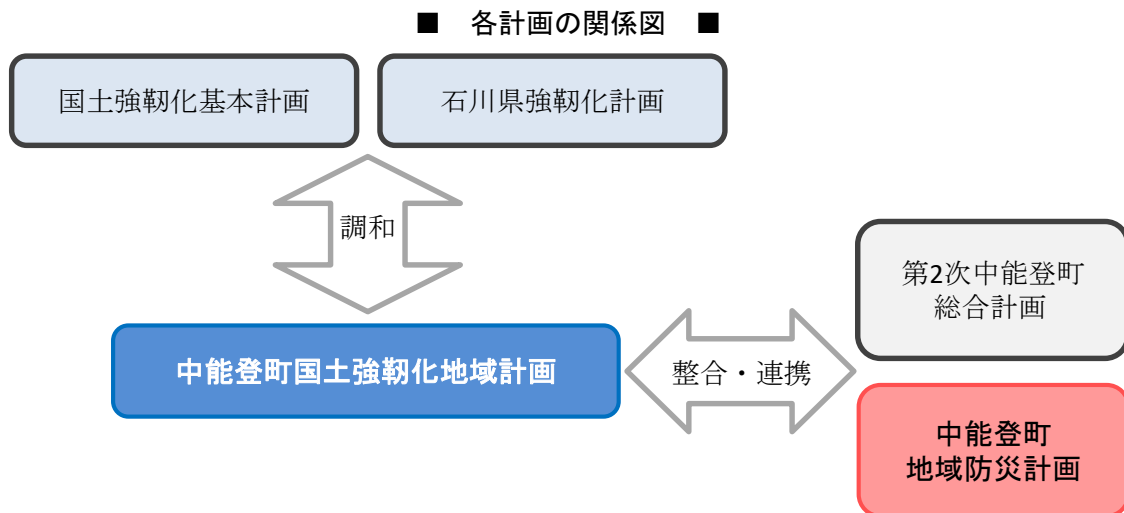 ■ 各計画の関係図 ■
国土強靱化基本計画
石川県強靱化計画
調和
中能登町国土強靱化地域計画
整合・連携
第2次中能登町
総合計画
中能登町
地域防災計画